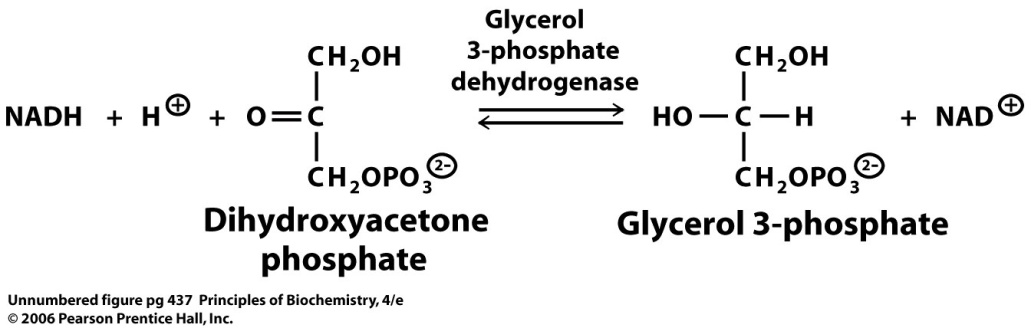 Glycerol
3-phosphate
dehydrogenase
CH₂OH
CH₂OH
NADH + H⊕ + O=C
HO—C—H + NAD⊕
CH₂OPO₃²⁻
CH₂OPO₃²⁻
Dihydroxyacetone
phosphate
Glycerol 3-phosphate
Unnumbered figure pg 437 Principles of Biochemistry, 4/e
© 2006 Pearson Prentice Hall, Inc.